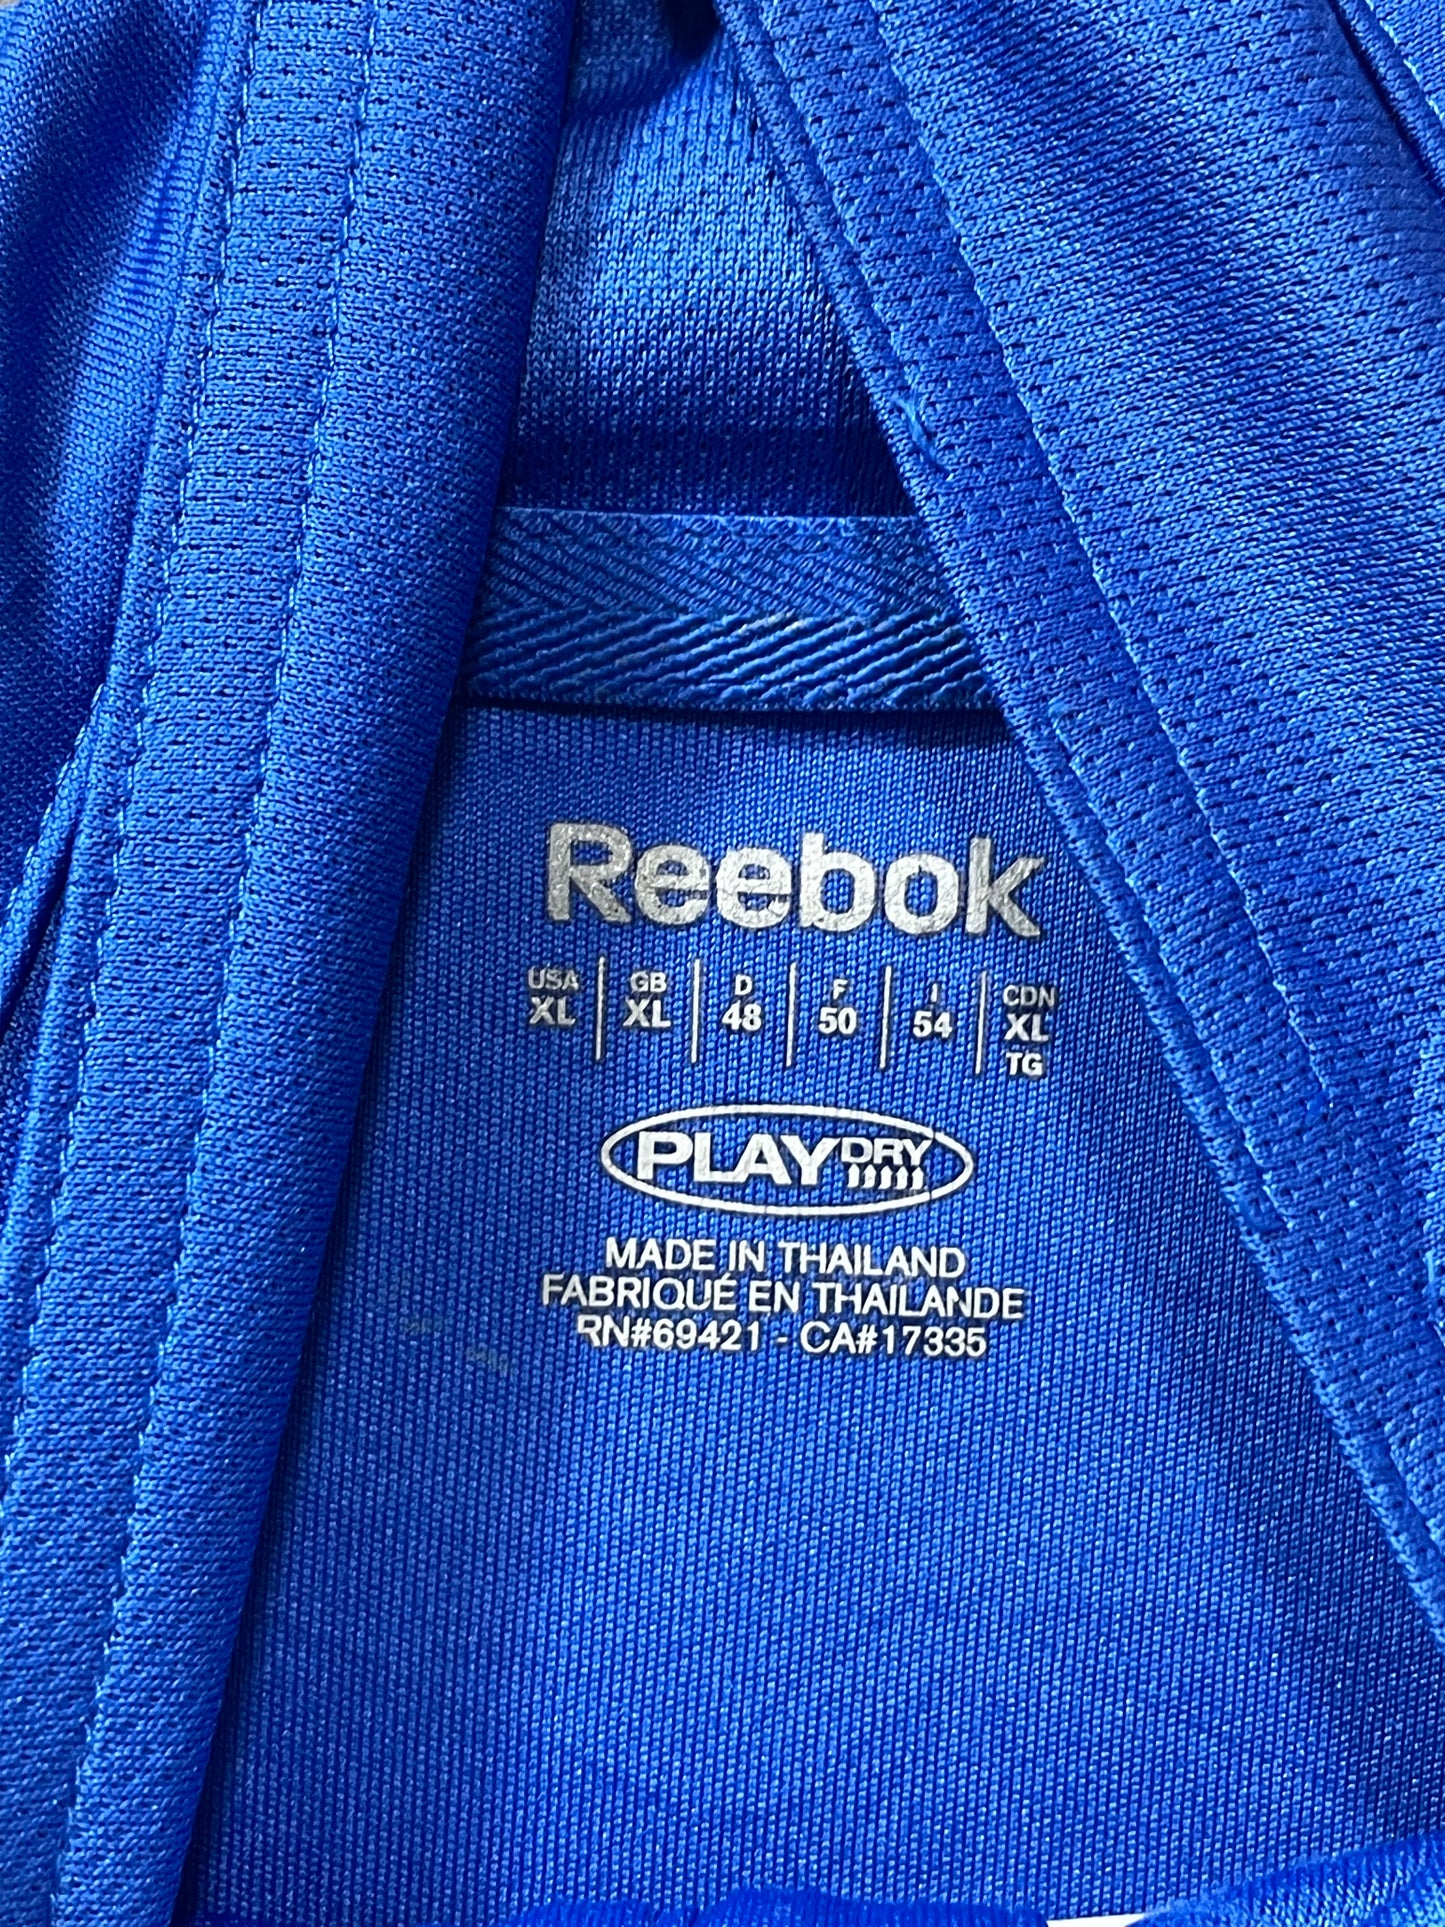 Reebok
USA GB D F I CDN
XL XL 48 50 54 XL
TG
PLAYDRY
MADE IN THAILAND
FABRIQUÉ EN THAILANDE
RN#69421 - CA#17335